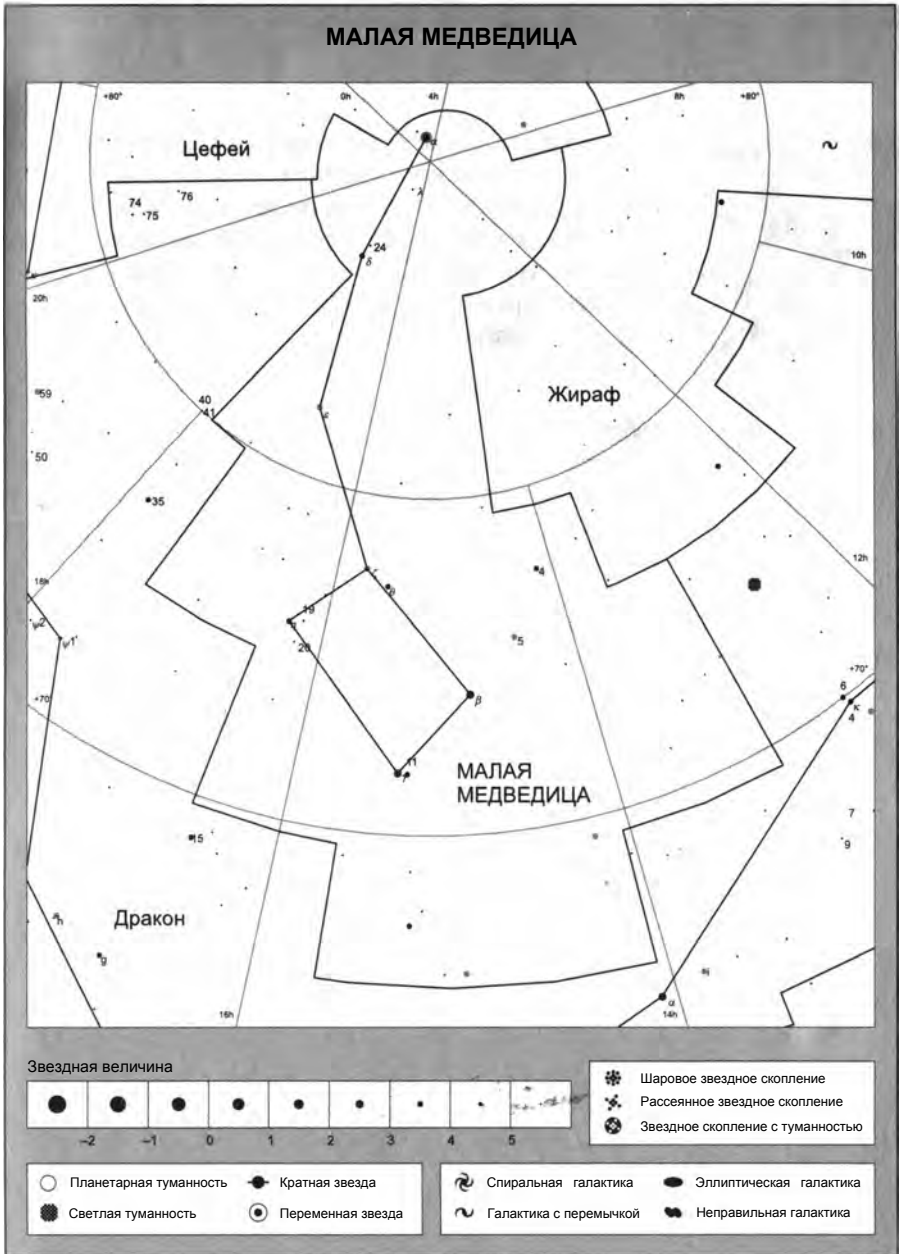 МАЛАЯ МЕДВЕДИЦА
+80° 0h 4h 8h +80°
α
Цефей
λ
74 75 76
24
δ
10h
20h
59
40
41
ε
Жираф
50
35
12h
18h
4
θ
ψ2
ψ1
19
20
5
+70
+70°
6
κ
4
β
11
МАЛАЯ
МЕДВЕДИЦА
7
9
15
Дракон
h
g
i
α
16h 14h
Звездная величина
–2 –1 0 1 2 3 4 5
Шаровое звездное скопление
Рассеянное звездное скопление
Звездное скопление с туманностью
Планетарная туманность Кратная звезда
Светлая туманность Переменная звезда
Спиральная галактика Эллиптическая галактика
Галактика с перемычкой Неправильная галактика